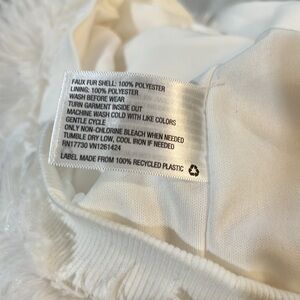 FAUX FUR SHELL: 100% POLYESTER
LINING: 100% POLYESTER
WASH BEFORE WEAR
TURN GARMENT INSIDE OUT
MACHINE WASH COLD WITH LIKE COLORS
GENTLE CYCLE
ONLY NON-CHLORINE BLEACH WHEN NEEDED
TUMBLE DRY LOW, COOL IRON IF NEEDED
RN17730 VN1261424
LABEL MADE FROM 100% RECYCLED PLASTIC